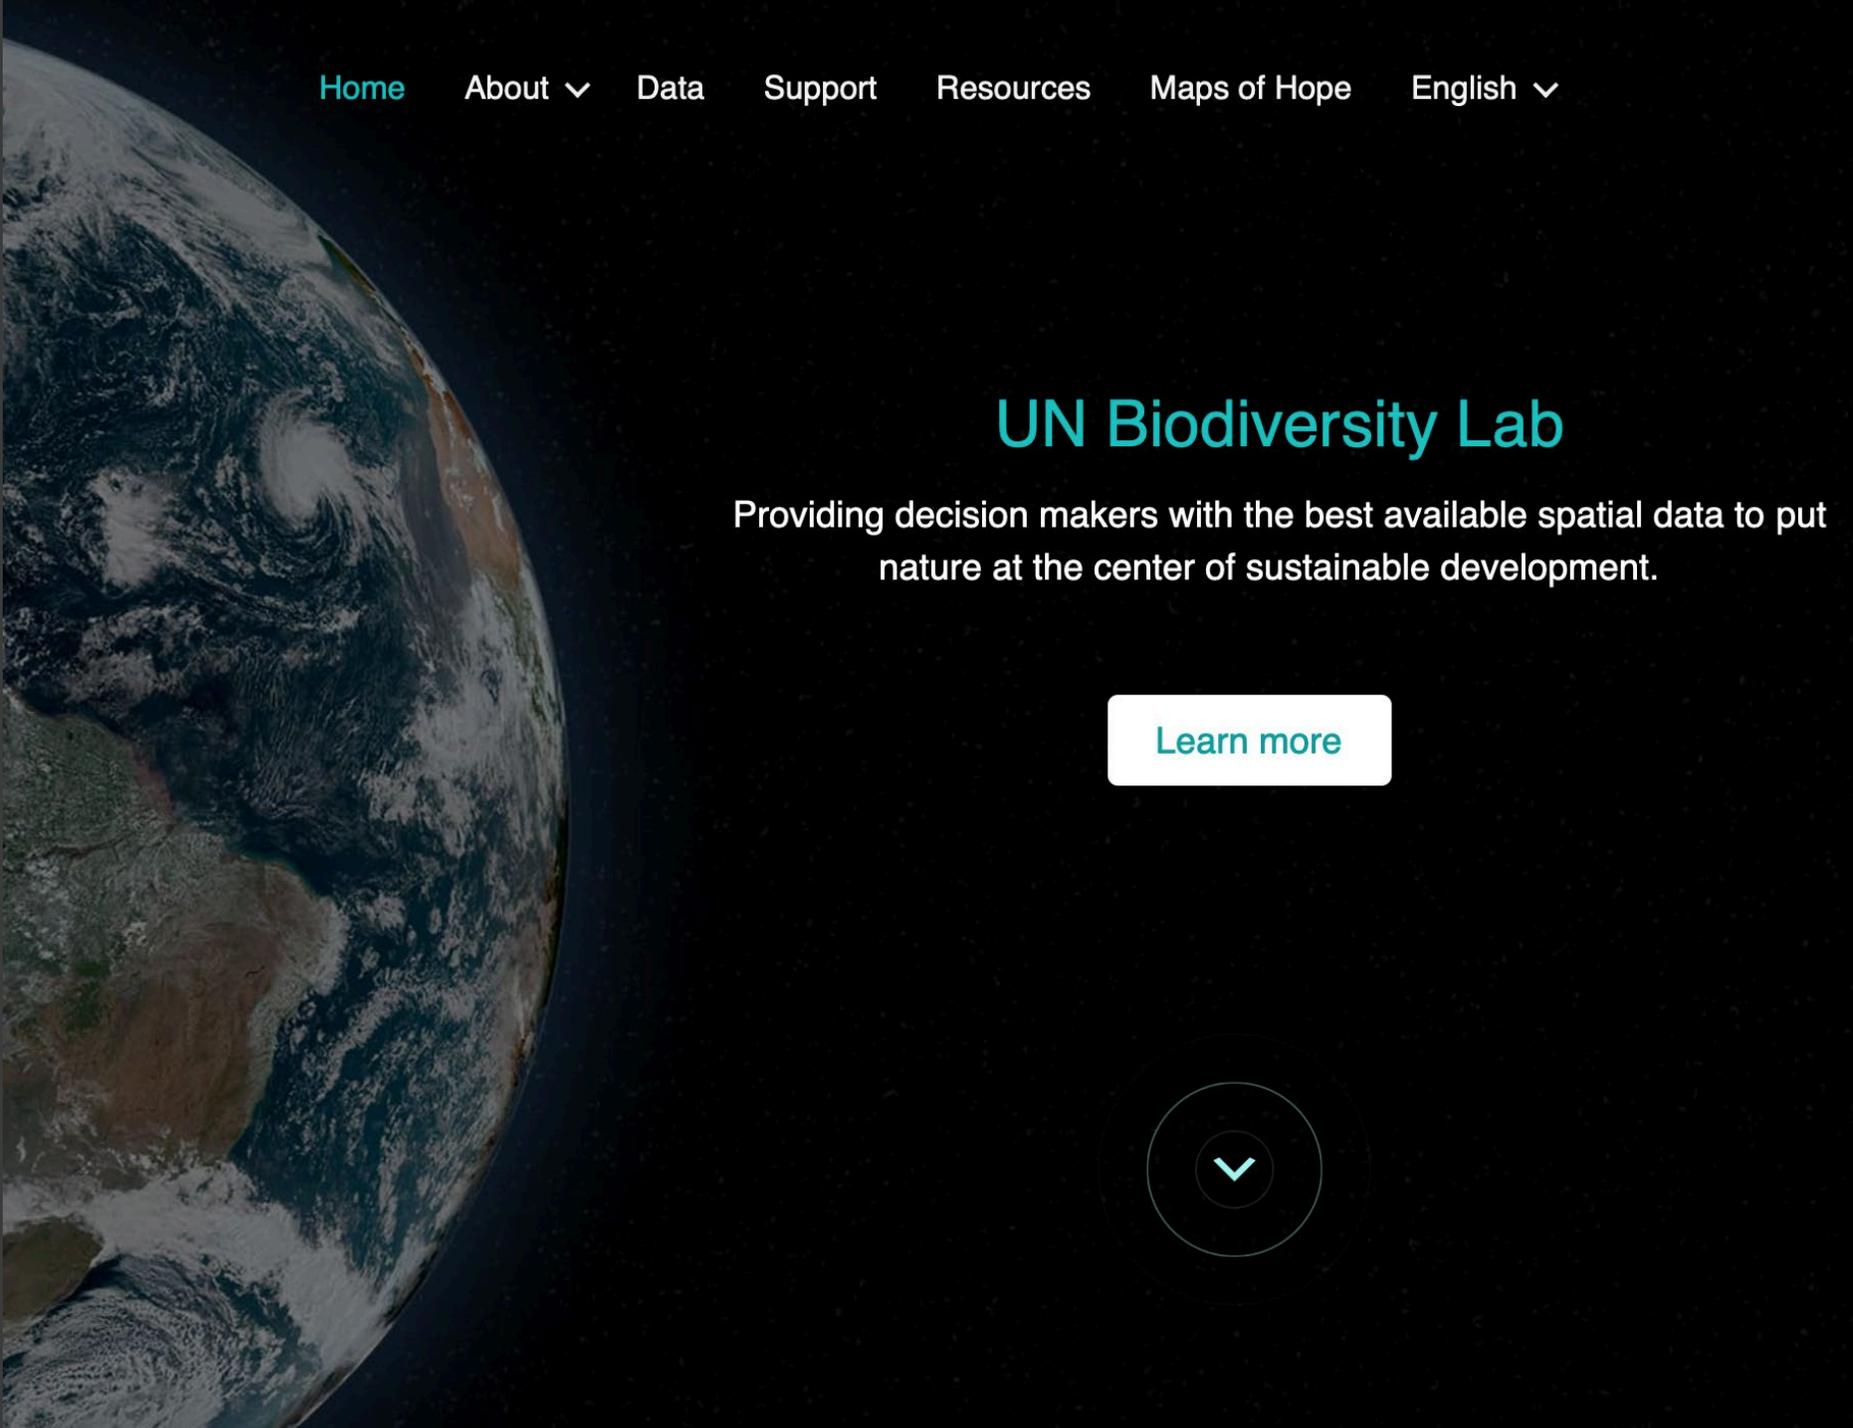 Home About Data Support Resources Maps of Hope English
UN Biodiversity Lab
Providing decision makers with the best available spatial data to put
nature at the center of sustainable development.
Learn more